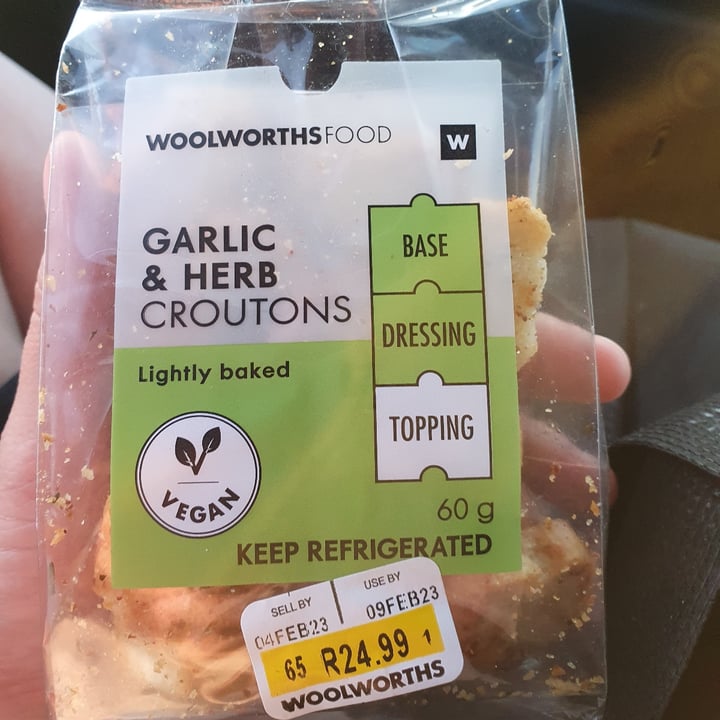 WOOLWORTHSFOOD W
GARLIC
& HERB
CROUTONS
BASE
DRESSING
TOPPING
Lightly baked
VEGAN
60 g
KEEP REFRIGERATED
SELL BY USE BY
04FEB23 09FEB23
65 R24.99 1
WOOLWORTHS